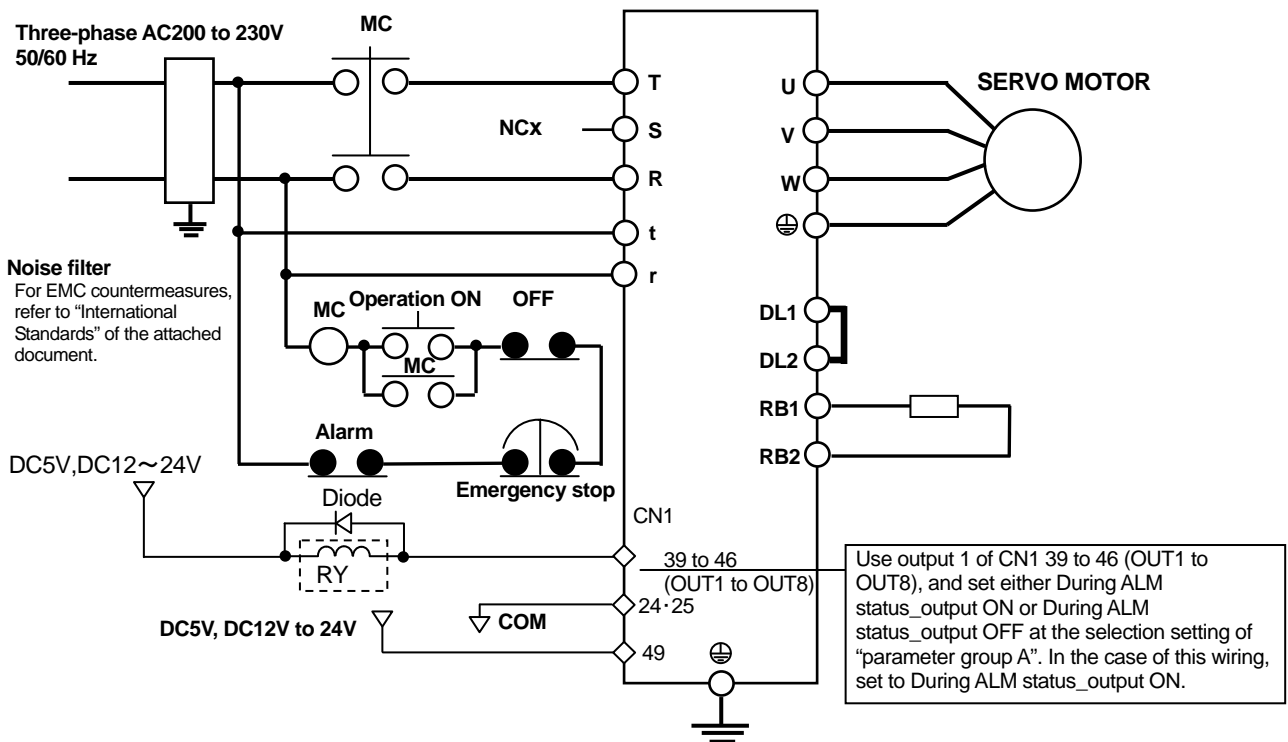 Three-phase AC200 to 230V
50/60 Hz
MC
T
NCx
S
R
t
r
U
V
W
SERVO MOTOR
Noise filter
For EMC countermeasures,
refer to “International
Standards” of the attached
document.
MC
Operation ON
OFF
MC
DL1
DL2
RB1
RB2
Alarm
Emergency stop
DC5V,DC12～24V
Diode
RY
CN1
39 to 46
(OUT1 to OUT8)
24･25
COM
DC5V, DC12V to 24V
49
Use output 1 of CN1 39 to 46 (OUT1 to
OUT8), and set either During ALM
status_output ON or During ALM
status_output OFF at the selection setting of
“parameter group A”. In the case of this wiring,
set to During ALM status_output ON.